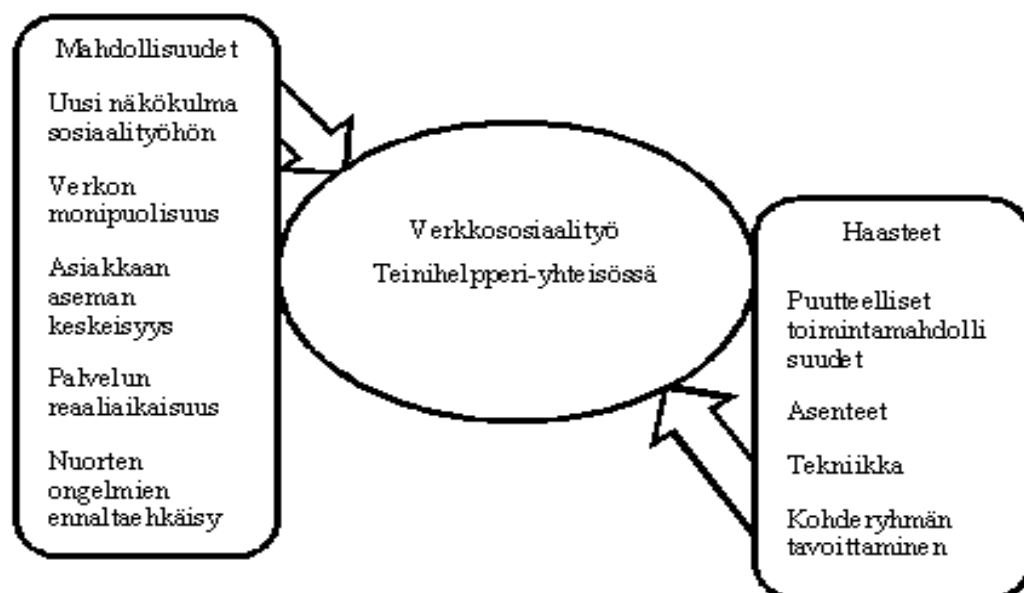 Mahdollisuudet
Uusi näkökulma
sosiaalityöhön
Verkon
monipuolisuus
Asiakkaan
aseman
keskeisyys
Palvelun
reaaliaikaisuus
Nuorten
ongelmien
ennaltaehkäisy
Verkkososiaalityö
Teinihelpperi-yhteisössä
Haasteet
Puutteelliset
toimintamahdolli
suudet
Asenteet
Tekniikka
Kohderyhmän
tavoittaminen